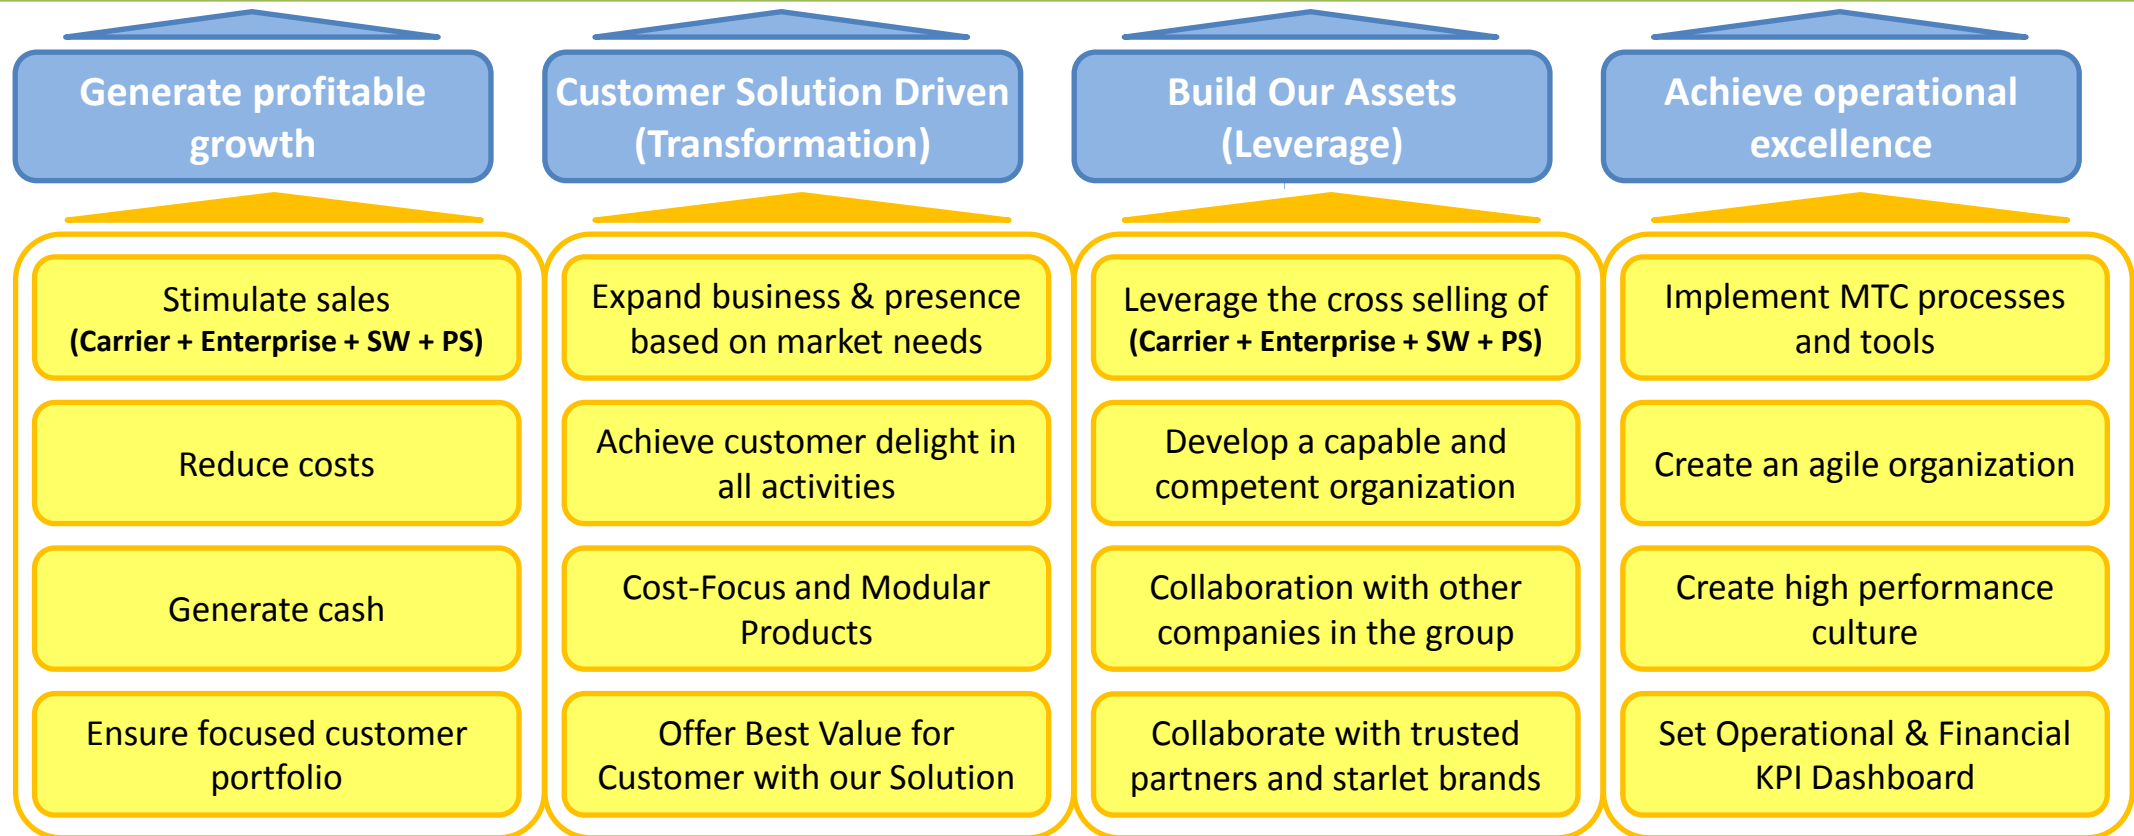 Generate profitable
growth
Customer Solution Driven
(Transformation)
Build Our Assets
(Leverage)
Achieve operational
excellence
Stimulate sales
(Carrier + Enterprise + SW + PS)
Reduce costs
Generate cash
Ensure focused customer
portfolio
Expand business & presence
based on market needs
Achieve customer delight in
all activities
Cost-Focus and Modular
Products
Offer Best Value for
Customer with our Solution
Leverage the cross selling of
(Carrier + Enterprise + SW + PS)
Develop a capable and
competent organization
Collaboration with other
companies in the group
Collaborate with trusted
partners and starlet brands
Implement MTC processes
and tools
Create an agile organization
Create high performance
culture
Set Operational & Financial
KPI Dashboard